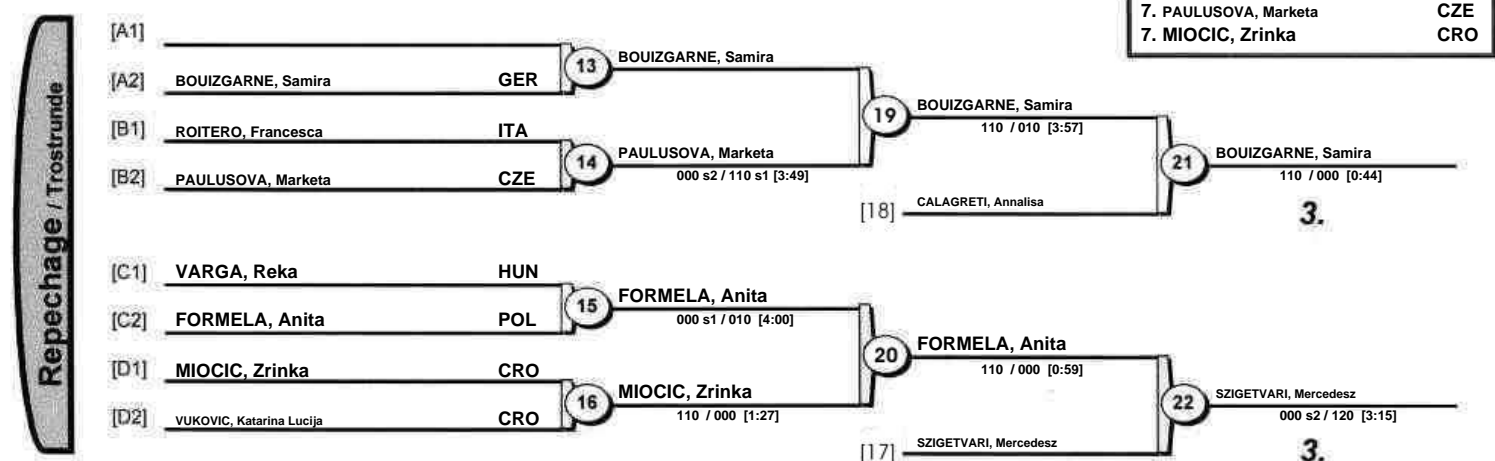 7. PAULUSOVA, Marketa CZE
7. MIOCIC, Zrinka CRO
Repechage / Trostrunde
[A1]
[A2] BOUIZGARNE, Samira GER
13 BOUIZGARNE, Samira
[B1] ROITERO, Francesca ITA
[B2] PAULUSOVA, Marketa CZE
14 PAULUSOVA, Marketa
000 s2 / 110 s1 [3:49]
19 BOUIZGARNE, Samira
110 / 010 [3:57]
[18] CALAGRETI, Annalisa
21 BOUIZGARNE, Samira
110 / 000 [0:44]
3.
[C1] VARGA, Reka HUN
[C2] FORMELA, Anita POL
15 FORMELA, Anita
000 s1 / 010 [4:00]
[D1] MIOCIC, Zrinka CRO
[D2] VUKOVIC, Katarina Lucija CRO
16 MIOCIC, Zrinka
110 / 000 [1:27]
20 FORMELA, Anita
110 / 000 [0:59]
[17] SZIGETVARI, Mercedesz
22 SZIGETVARI, Mercedesz
000 s2 / 120 [3:15]
3.